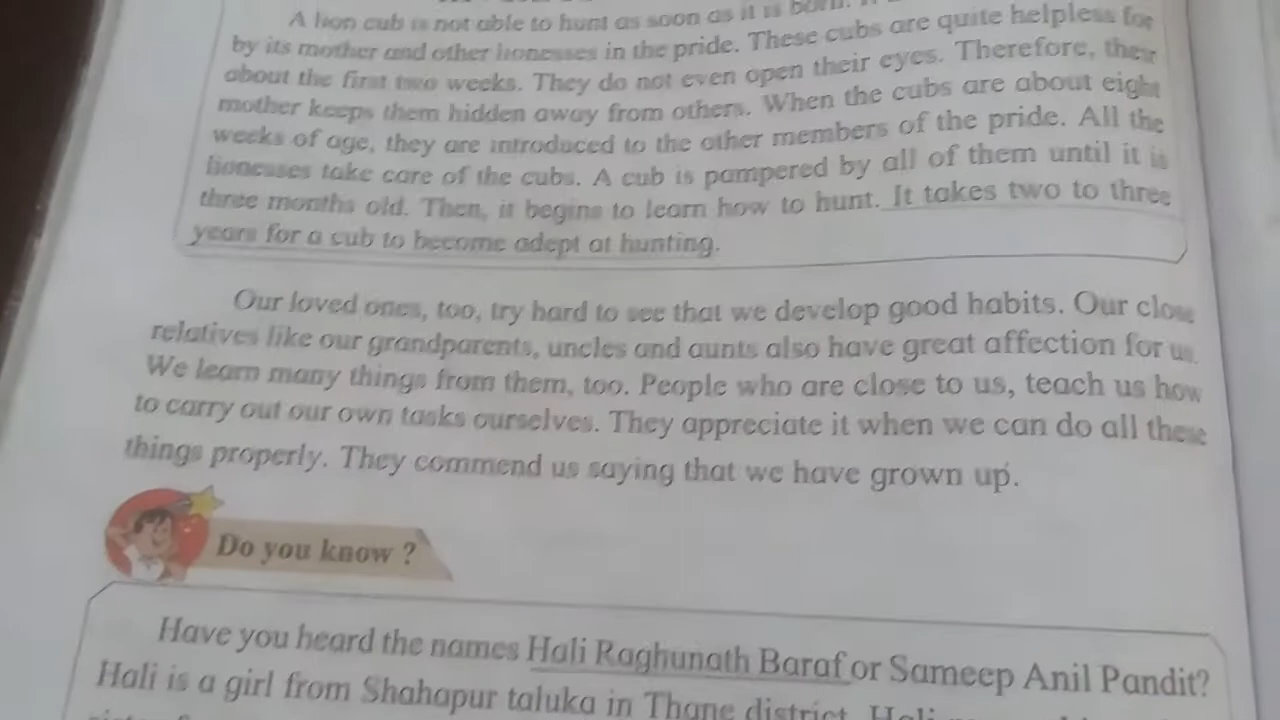 A lion cub is not able to hunt as soon as it is born.
by its mother and other lionesses in the pride. These cubs are quite helpless for
about the first two weeks. They do not even open their eyes. Therefore, their
mother keeps them hidden away from others. When the cubs are about eight
weeks of age, they are introduced to the other members of the pride. All the
lionesses take care of the cubs. A cub is pampered by all of them until it is
three months old. Then, it begins to learn how to hunt. It takes two to three
years for a cub to become adept at hunting.
Our loved ones, too, try hard to see that we develop good habits. Our close
relatives like our grandparents, uncles and aunts also have great affection for us.
We learn many things from them, too. People who are close to us, teach us how
to carry out our own tasks ourselves. They appreciate it when we can do all these
things properly. They commend us saying that we have grown up.
Do you know ?
Have you heard the names Hali Raghunath Baraf or Sameep Anil Pandit?
Hali is a girl from Shahapur taluka in Thane district. Hali